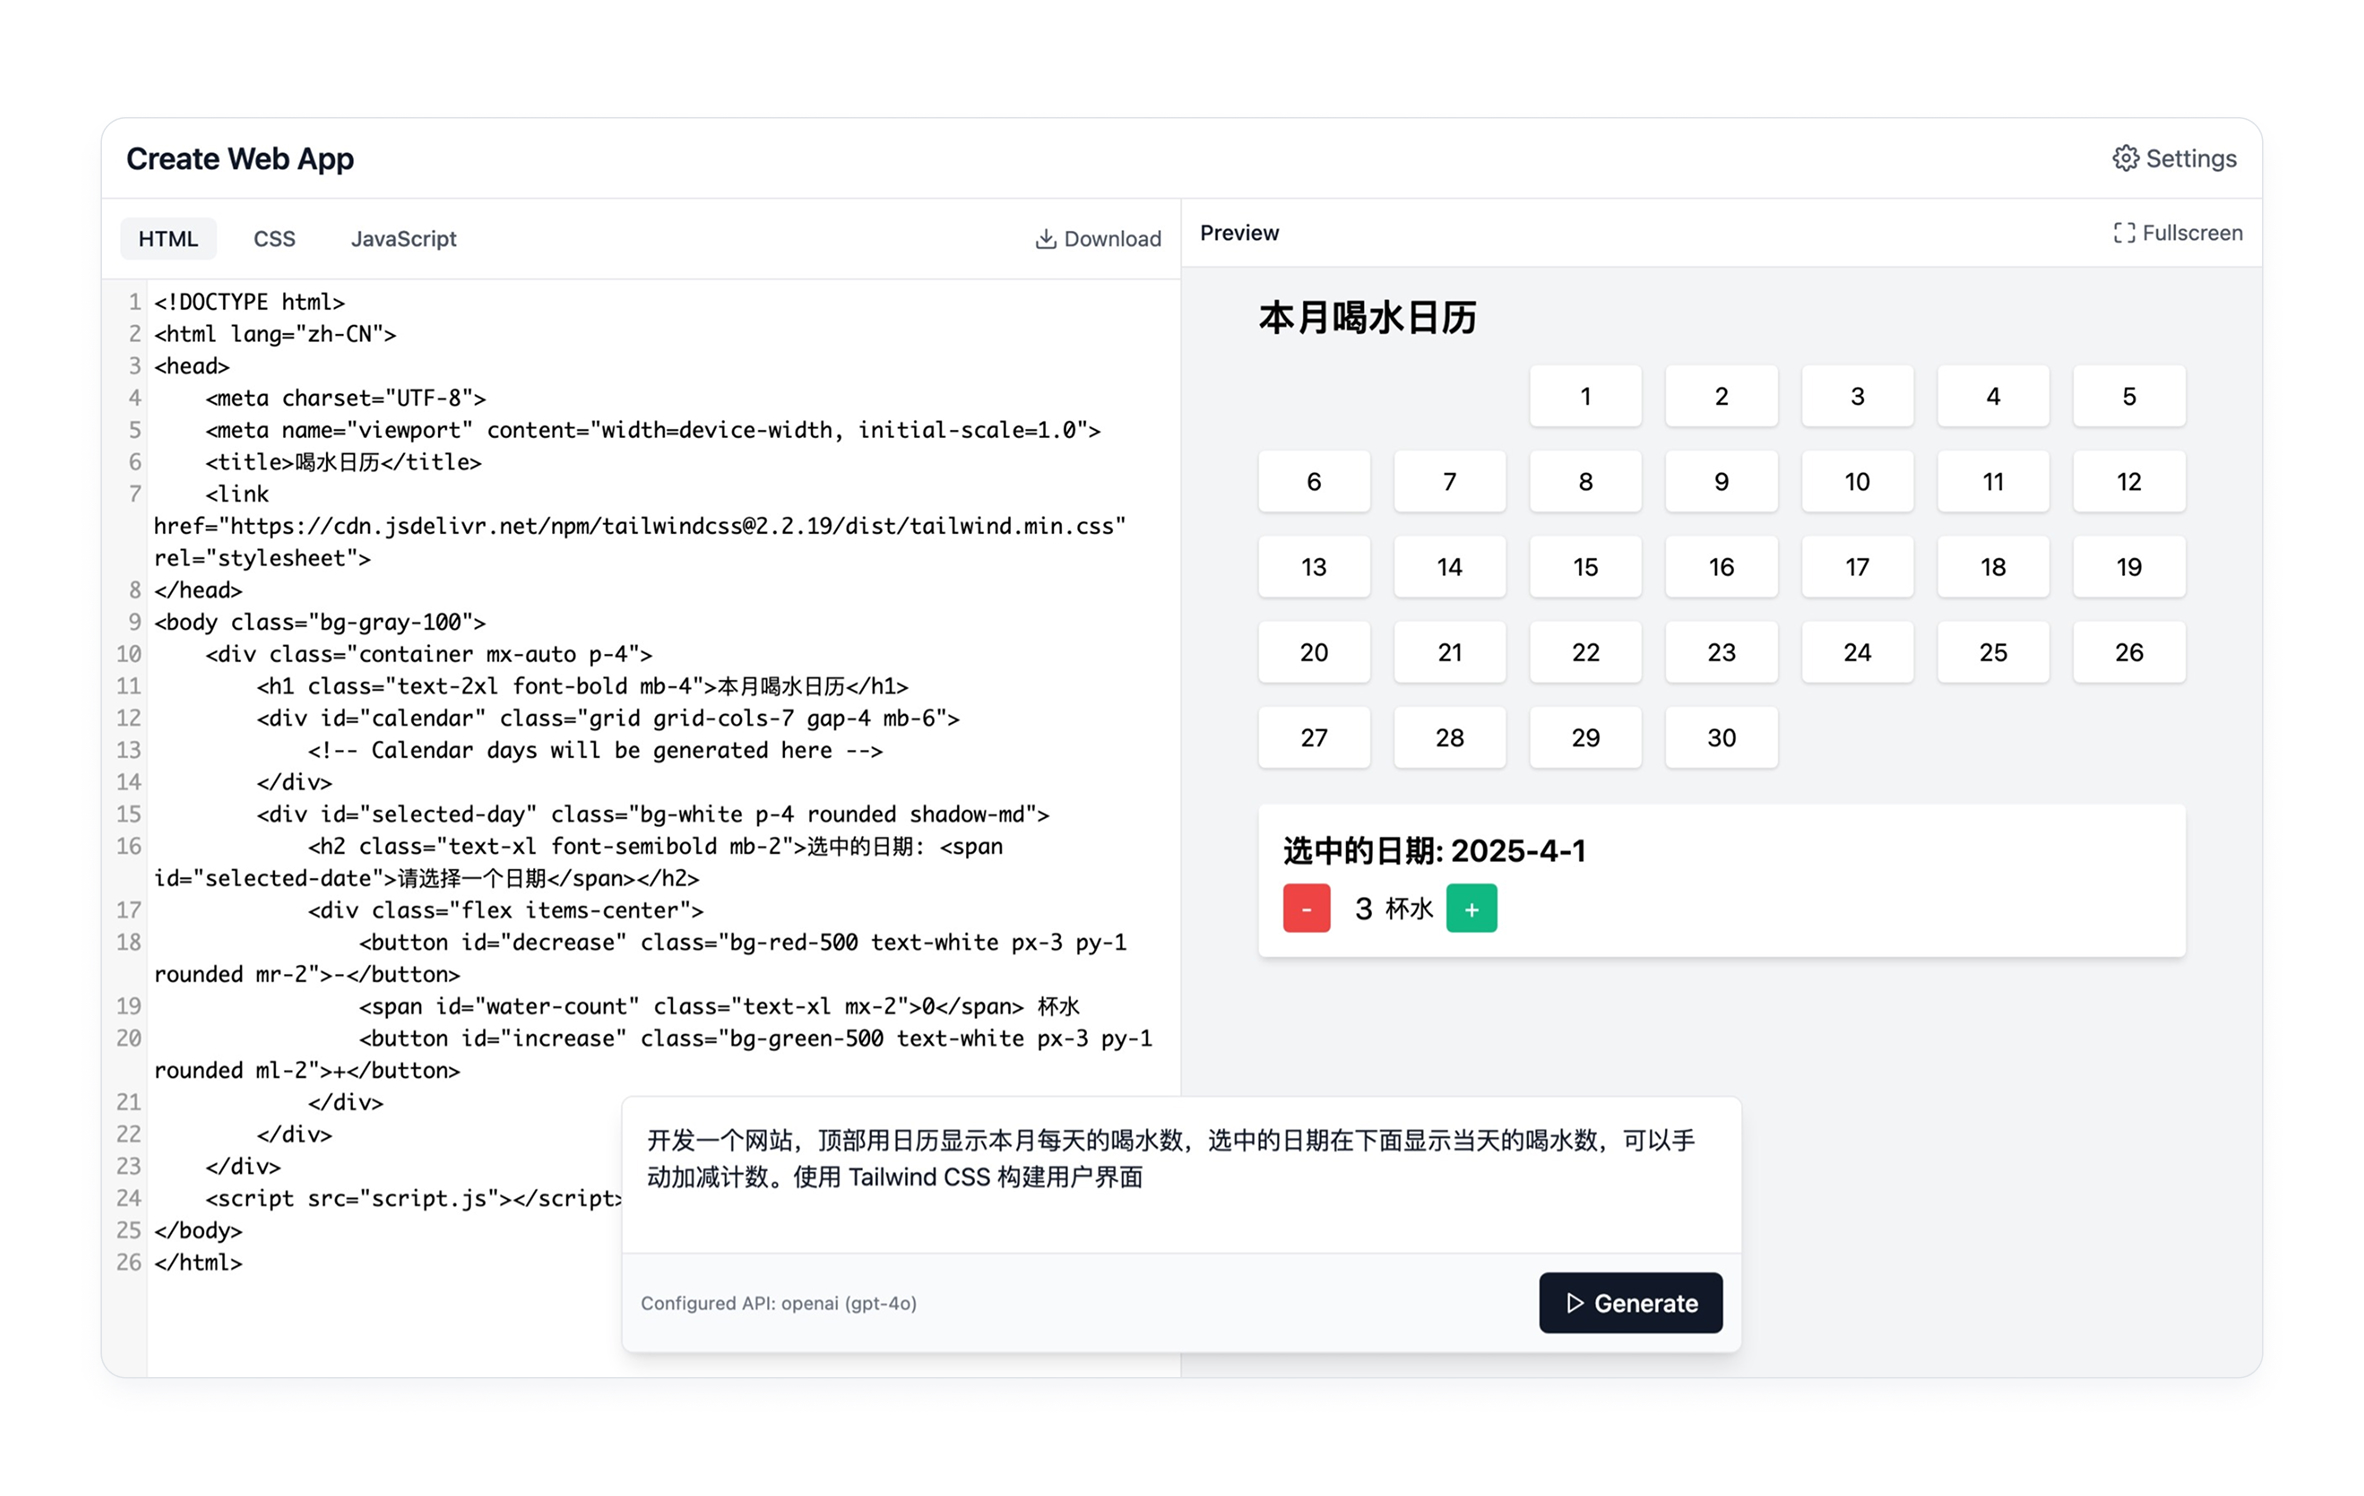 Create Web App
Settings
HTML
CSS
JavaScript
Download
1 <!DOCTYPE html>
2 <html lang="zh-CN">
3 <head>
4     <meta charset="UTF-8">
5     <meta name="viewport" content="width=device-width, initial-scale=1.0">
6     <title>喝水日历</title>
7     <link
href="https://cdn.jsdelivr.net/npm/tailwindcss@2.2.19/dist/tailwind.min.css"
rel="stylesheet">
8 </head>
9 <body class="bg-gray-100">
10     <div class="container mx-auto p-4">
11         <h1 class="text-2xl font-bold mb-4">本月喝水日历</h1>
12         <div id="calendar" class="grid grid-cols-7 gap-4 mb-6">
13             <!-- Calendar days will be generated here -->
14         </div>
15         <div id="selected-day" class="bg-white p-4 rounded shadow-md">
16             <h2 class="text-xl font-semibold mb-2">选中的日期: <span
id="selected-date">请选择一个日期</span></h2>
17             <div class="flex items-center">
18                 <button id="decrease" class="bg-red-500 text-white px-3 py-1
rounded mr-2">-</button>
19                 <span id="water-count" class="text-xl mx-2">0</span> 杯水
20                 <button id="increase" class="bg-green-500 text-white px-3 py-1
rounded ml-2">+</button>
21             </div>
22         </div>
23     </div>
24     <script src="script.js"></script>
25 </body>
26 </html>
Preview
Fullscreen
本月喝水日历
1 2 3 4 5
6 7 8 9 10 11 12
13 14 15 16 17 18 19
20 21 22 23 24 25 26
27 28 29 30
选中的日期: 2025-4-1
- 3 杯水 +
开发一个网站，顶部用日历显示本月每天的喝水数，选中的日期在下面显示当天的喝水数，可以手
动加减计数。使用 Tailwind CSS 构建用户界面
Configured API: openai (gpt-4o)
Generate